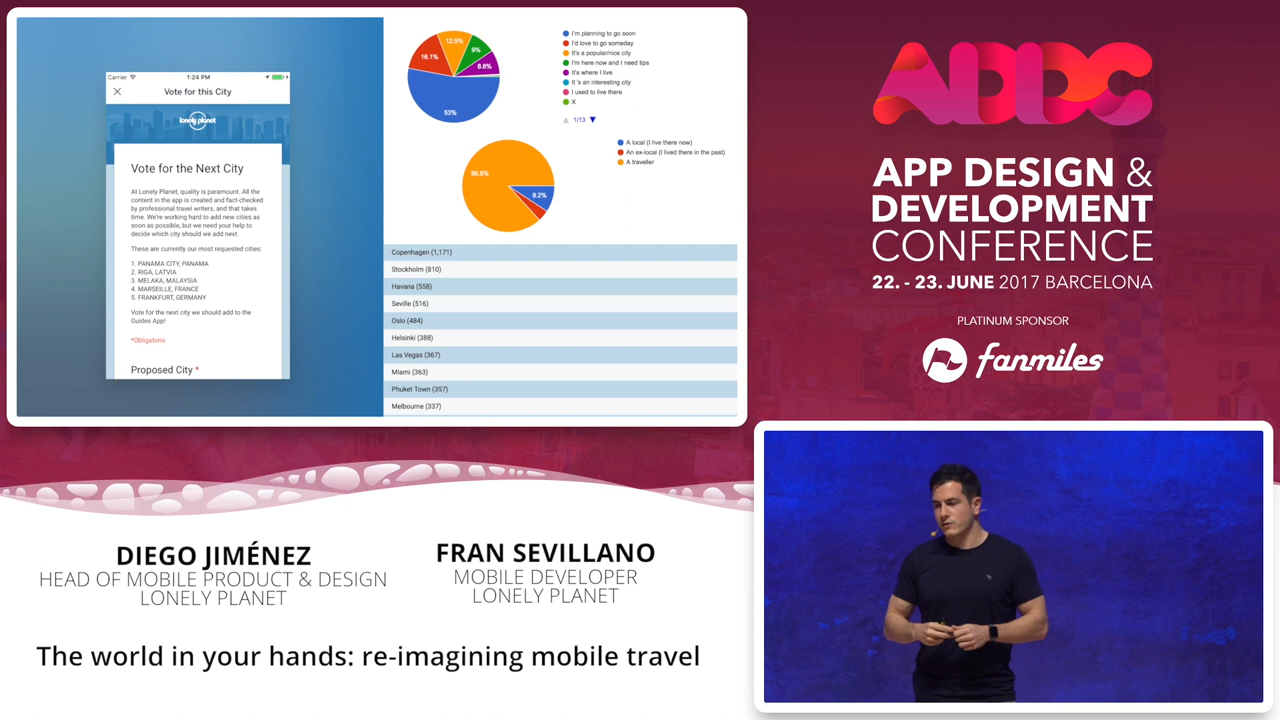 Carrier
1:24 PM
Vote for this City
lonely planet
Vote for the Next City
At Lonely Planet, quality is paramount. All the
content in the app is created and fact-checked
by professional travel writers, and that takes
time. We're working hard to add new cities as
soon as possible, but we need your help to
decide which city should we add next.
These are currently our most requested cities:
1. PANAMA CITY, PANAMA
2. RIGA, LATVIA
3. MELAKA, MALAYSIA
4. MARSEILLE, FRANCE
5. FRANKFURT, GERMANY
Vote for the next city we should add to the
Guides App!
*Obligatorio
Proposed City *
12.5%
9%
16.1%
8.6%
53%
I'm planning to go soon
I'd love to go someday
It's a popular/nice city
I'm here now and I need tips
It's where I live
It 's an interesting city
I used to live there
X
1/13
9.2%
A local (I live there now)
An ex-local (I lived there in the past)
A traveller
Copenhagen (1,171)
Stockholm (810)
Havana (558)
Seville (516)
Oslo (484)
Helsinki (388)
Las Vegas (367)
Miami (363)
Phuket Town (357)
Melbourne (337)
ADDC
APP DESIGN &
DEVELOPMENT
CONFERENCE
22. - 23. JUNE 2017 BARCELONA
PLATINUM SPONSOR
fanmiles
DIEGO JIMÉNEZ
HEAD OF MOBILE PRODUCT & DESIGN
LONELY PLANET
FRAN SEVILLANO
MOBILE DEVELOPER
LONELY PLANET
The world in your hands: re-imagining mobile travel